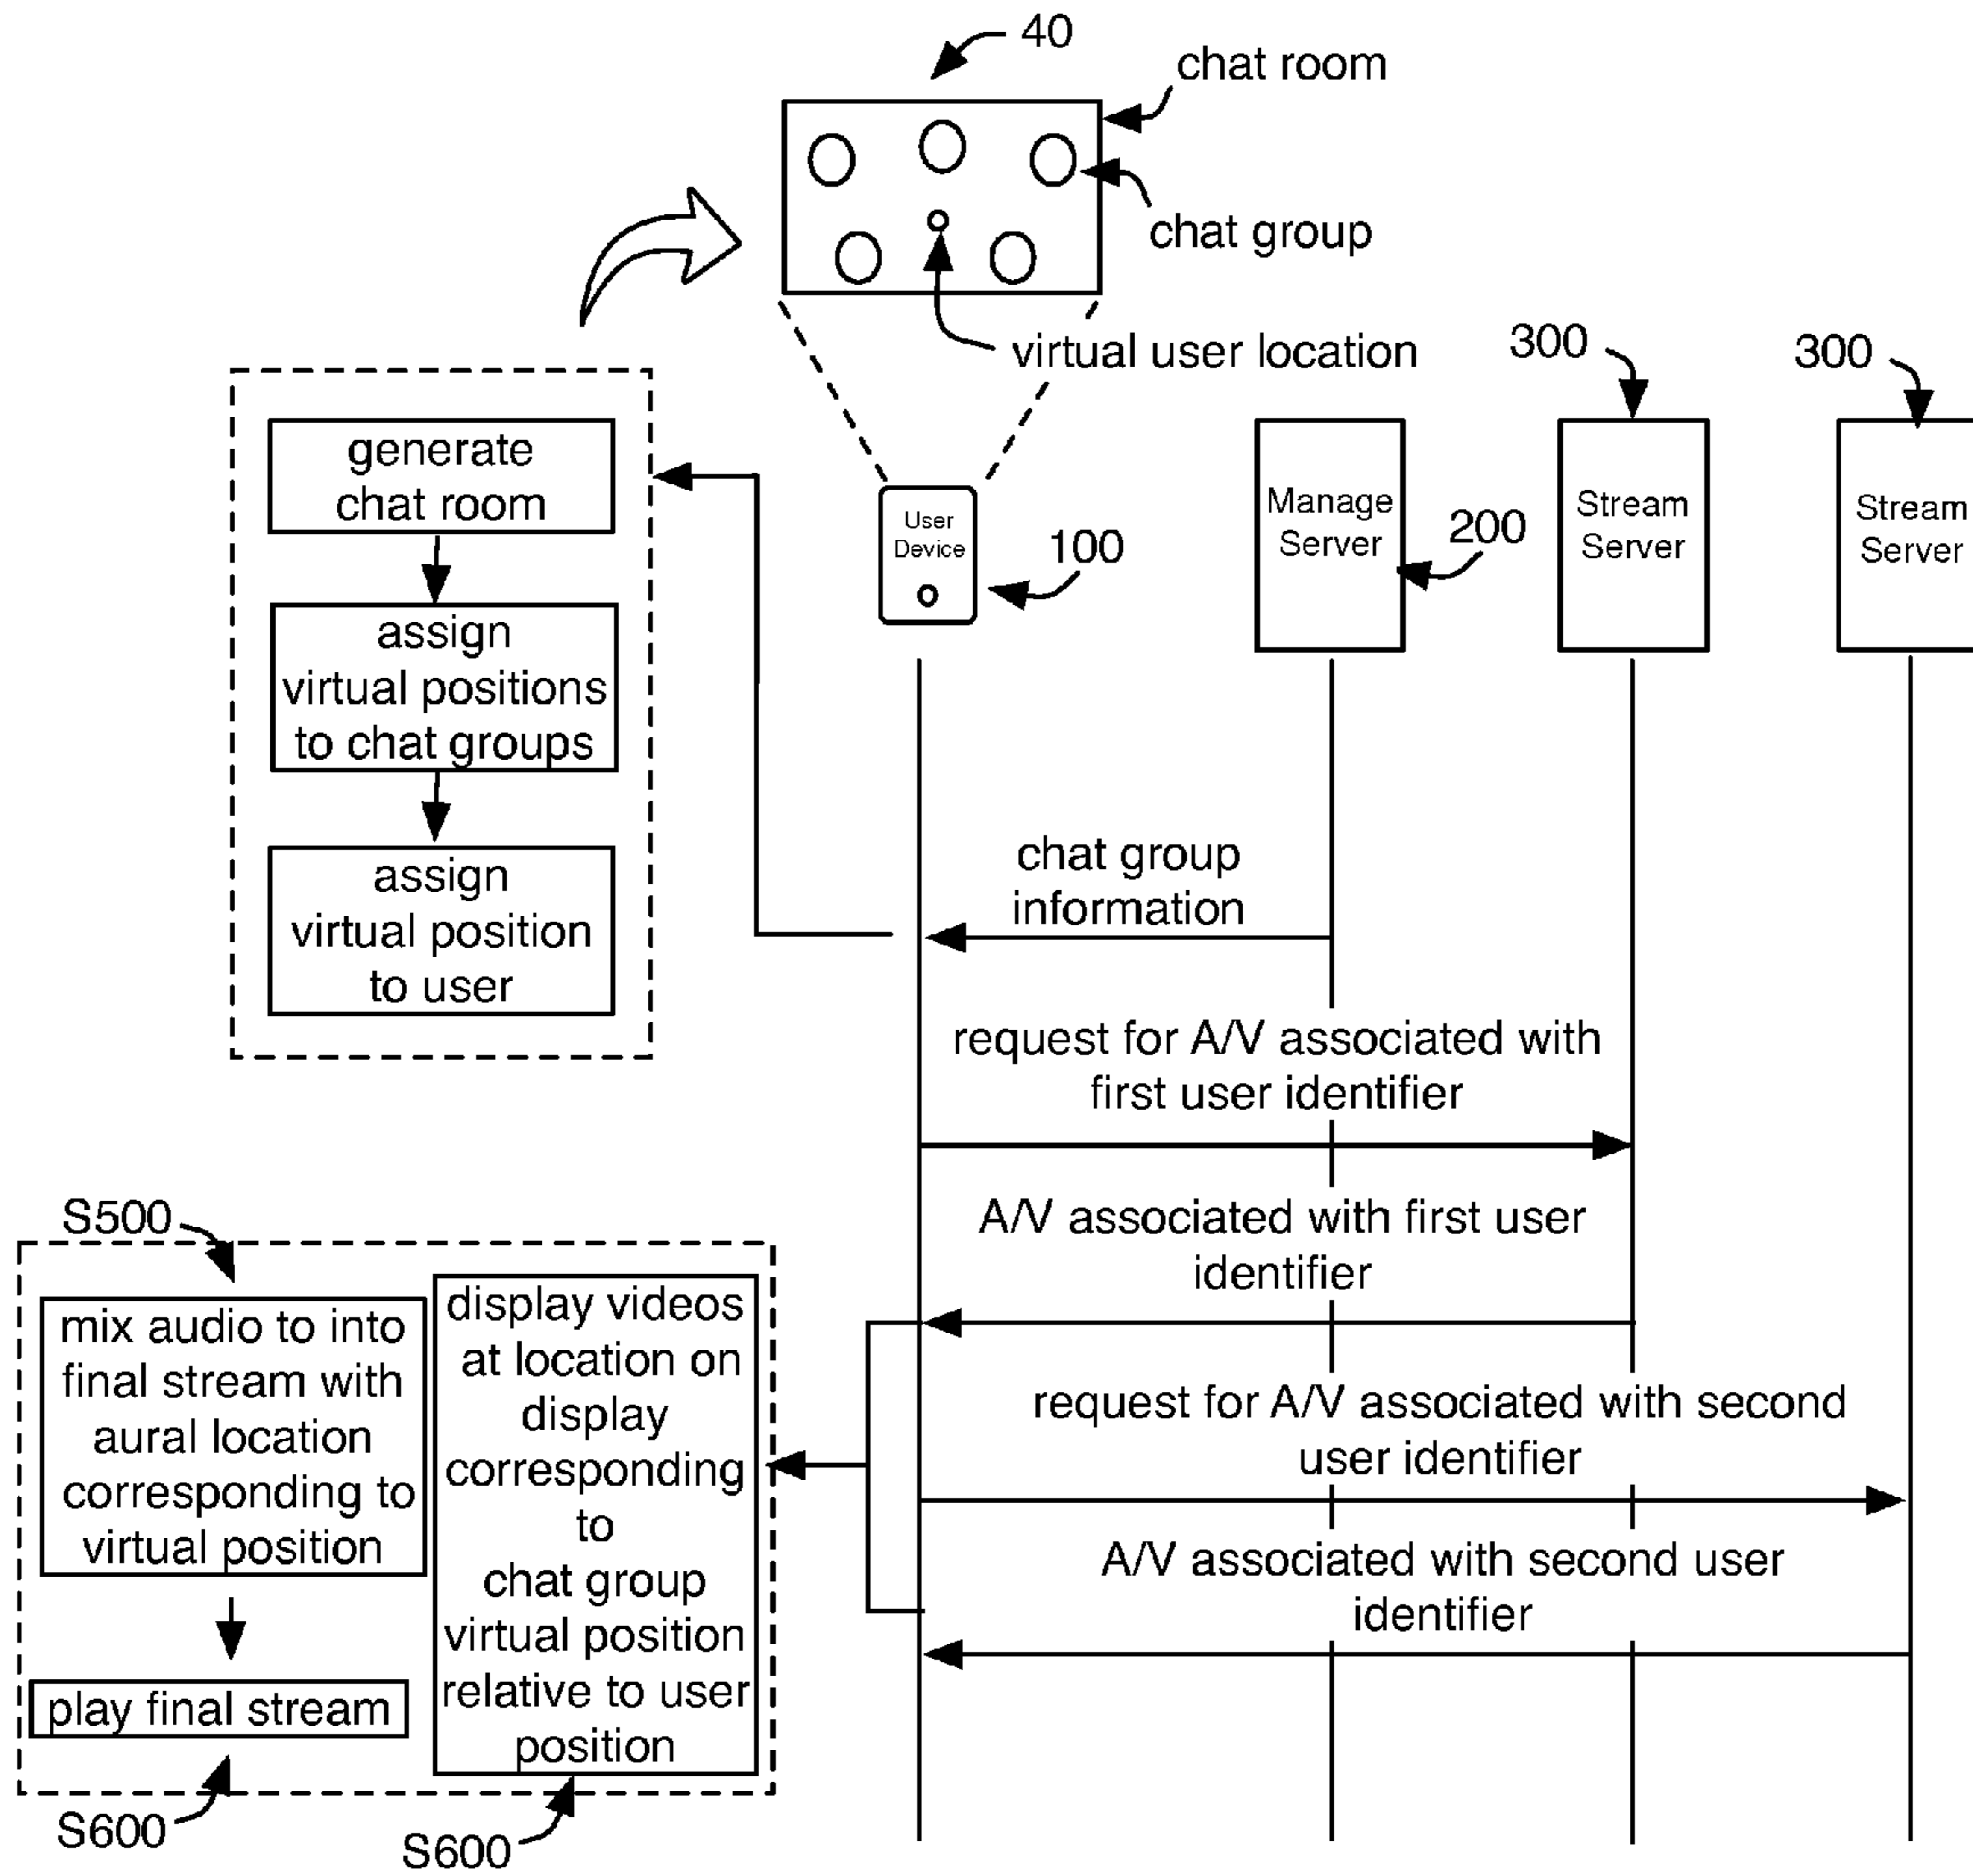 40
chat room
chat group
virtual user location
300
300
generate
chat room
assign
virtual positions
to chat groups
assign
virtual position
to user
User
Device
100
Manage
Server
200
Stream
Server
Stream
Server
chat group
information
request for A/V associated with
first user identifier
A/V associated with first user
identifier
request for A/V associated with second
user identifier
A/V associated with second user
identifier
S500
mix audio to into
final stream with
aural location
corresponding to
virtual position
play final stream
S600
display videos
at location on
display
corresponding
to
chat group
virtual position
relative to user
position
S600